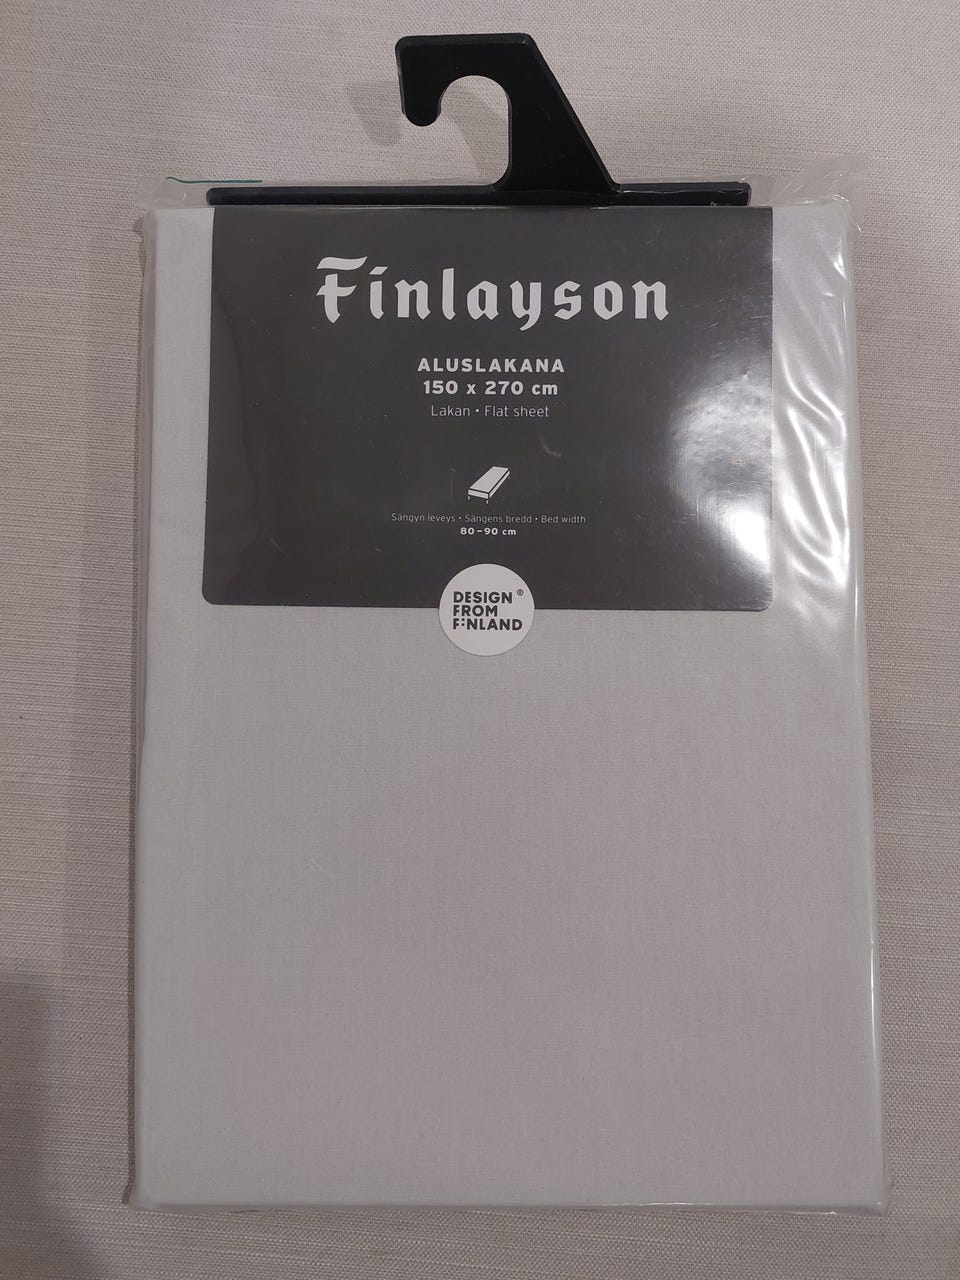 Finlayson
ALUSLAKANA
150 x 270 cm
Lakan • Flat sheet
Sängyn leveys • Sängens bredd • Bed width
80–90 cm
DESIGN ®
FROM
FINLAND